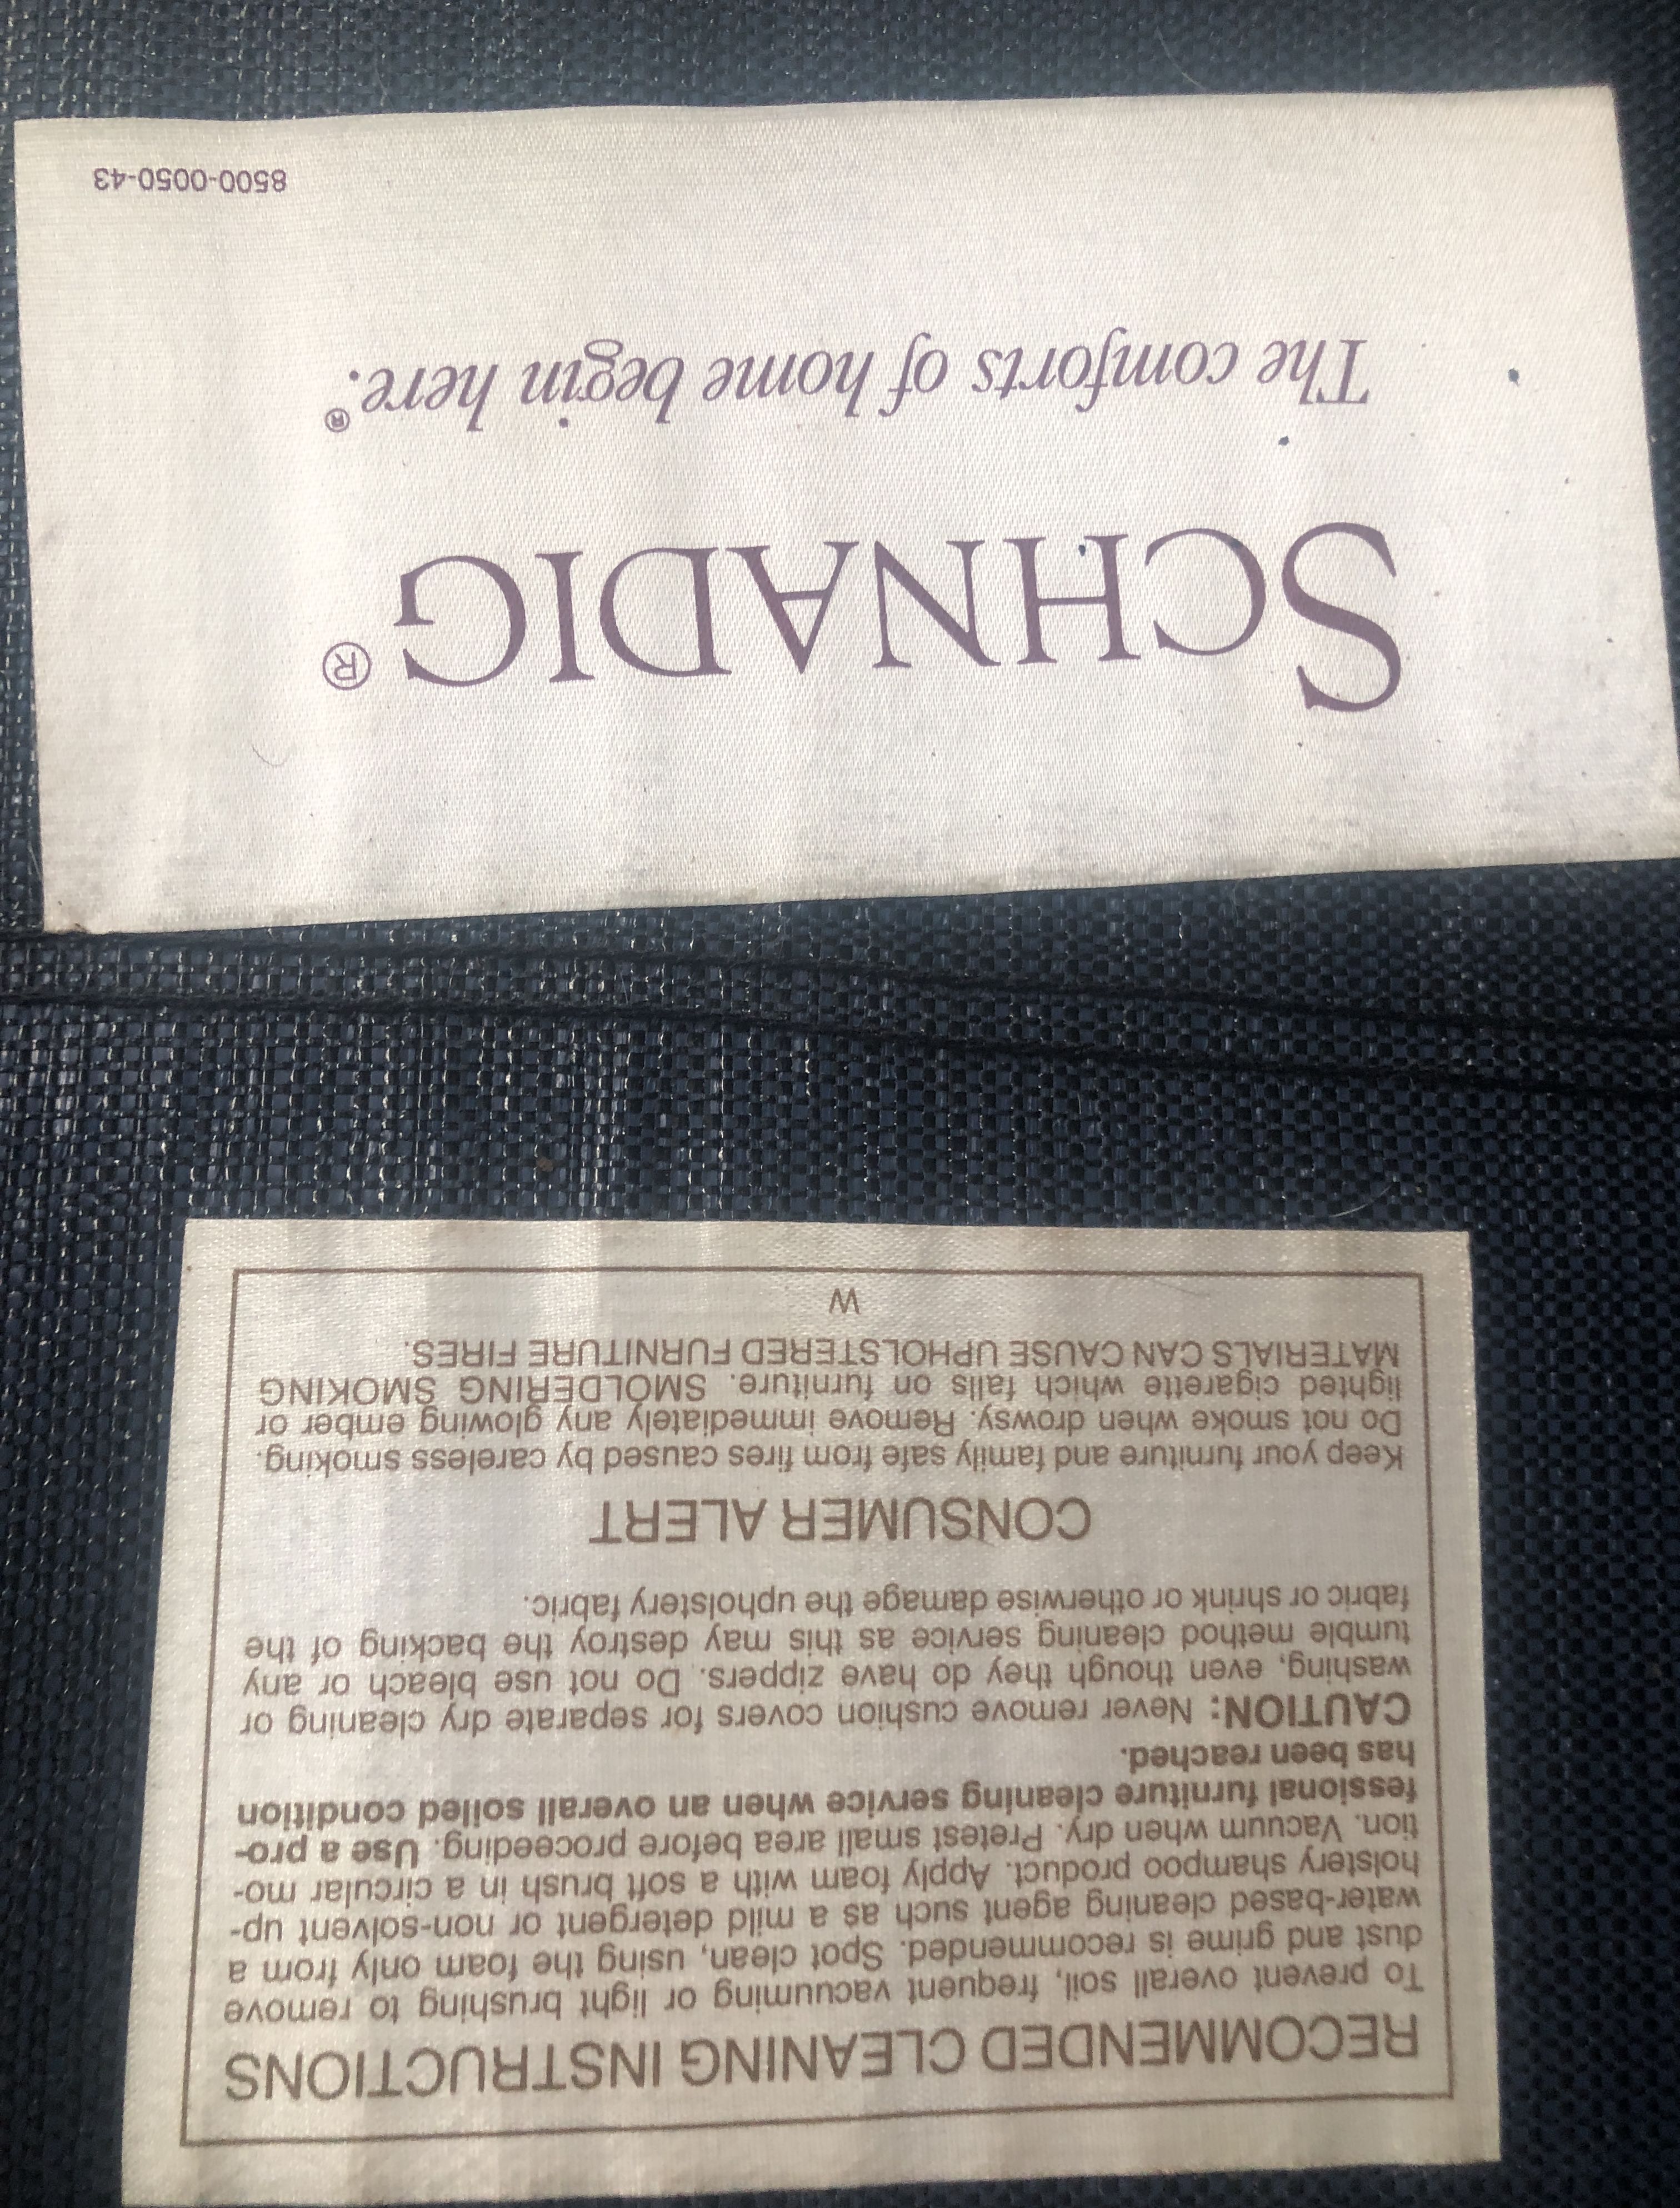 RECOMMENDED CLEANING INSTRUCTIONS
To prevent overall soil, frequent vacuuming or light brushing to remove
dust and grime is recommended. Spot clean, using the foam only from a
water-based cleaning agent such as a mild detergent or non-solvent up-
holstery shampoo product. Apply foam with a soft brush in a circular mo-
tion. Vacuum when dry. Pretest small area before proceeding. Use a pro-
fessional furniture cleaning service when an overall soiled condition
has been reached.
CAUTION: Never remove cushion covers for separate dry cleaning or
washing, even though they do have zippers. Do not use bleach or any
tumble method cleaning service as this may destroy the backing of the
fabric or shrink or otherwise damage the upholstery fabric.
CONSUMER ALERT
Keep your furniture and family safe from fires caused by careless smoking.
Do not smoke when drowsy. Remove immediately any glowing ember or
lighted cigarette which falls on furniture. SMOLDERING SMOKING
MATERIALS CAN CAUSE UPHOLSTERED FURNITURE FIRES.
W
SCHNADIG®
The comforts of home begin here.®
8500-0050-43